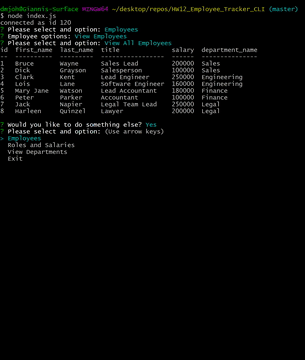 dmjoh@Giannis-Surface MINGW64 ~/desktop/repos/HW12_Employee_Tracker_CLI (master)
$ node index.js
connected as id 120
? Please select and option: Employees
? Employee options: View Employees
? Please select and option: View All Employees
id first_name last_name title salary department_name
-- ---------- --------- ---------------- ------ ---------------
1 Bruce Wayne Sales Lead 200000 Sales
2 Dick Grayson Salesperson 100000 Sales
3 Clark Kent Lead Engineer 250000 Engineering
4 Lois Lane Software Engineer 160000 Engineering
5 Mary Jane Watson Lead Accountant 180000 Finance
6 Peter Parker Accountant 100000 Finance
7 Jack Napier Legal Team Lead 250000 Legal
8 Harleen Quinzel Lawyer 200000 Legal
? Would you like to do something else? Yes
? Please select and option: (Use arrow keys)
> Employees
Roles and Salaries
View Departments
Exit